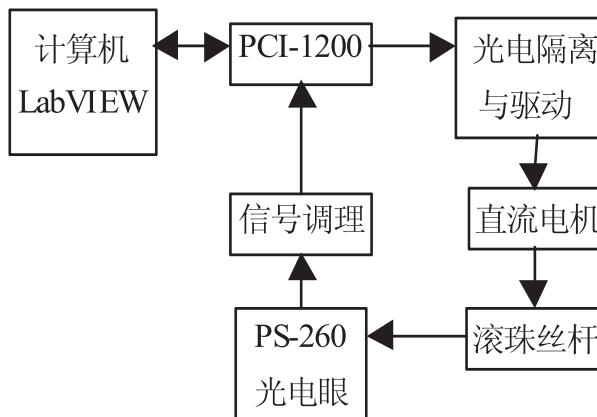 计算机
LabVIEW
PCI-1200
光电隔离
与驱动
信号调理
直流电机
PS-260
光电眼
滚珠丝杆